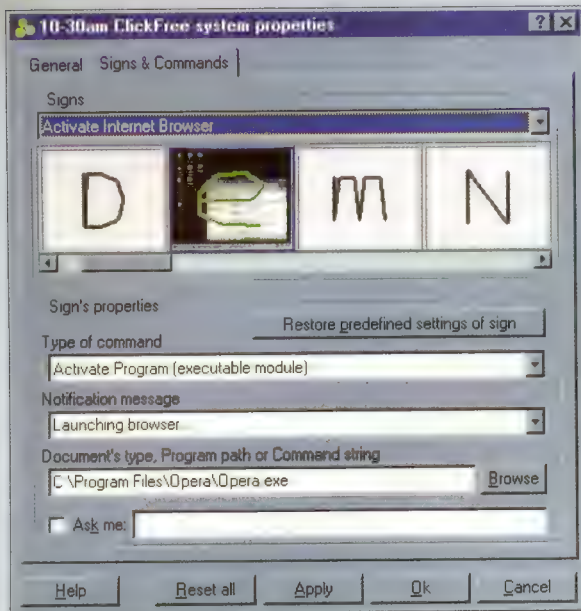 10-30am ClickFree system properties
General Signs & Commands
Signs
Activate Internet Browser
D e m N
Sign's properties
Restore predefined settings of sign
Type of command
Activate Program (executable module)
Notification message
Launching browser
Document's type, Program path or Command string
C \Program Files\Opera\Opera exe
Browse
Ask me:
Help Reset all Apply Ok Cancel